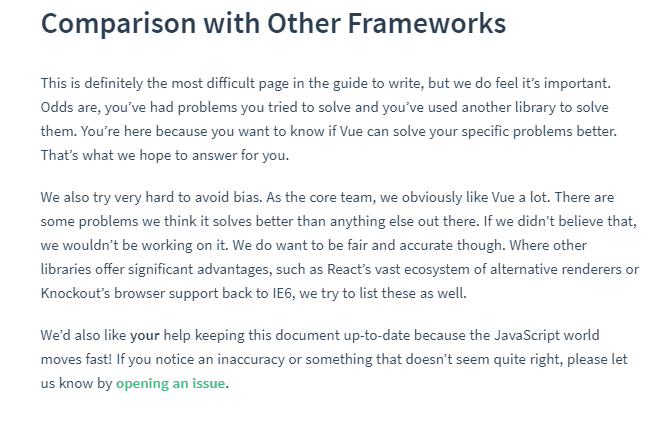 Comparison with Other Frameworks
This is definitely the most difficult page in the guide to write, but we do feel it’s important.
Odds are, you’ve had problems you tried to solve and you’ve used another library to solve
them. You’re here because you want to know if Vue can solve your specific problems better.
That’s what we hope to answer for you.
We also try very hard to avoid bias. As the core team, we obviously like Vue a lot. There are
some problems we think it solves better than anything else out there. If we didn’t believe that,
we wouldn’t be working on it. We do want to be fair and accurate though. Where other
libraries offer significant advantages, such as React’s vast ecosystem of alternative renderers or
Knockout’s browser support back to IE6, we try to list these as well.
We’d also like your help keeping this document up-to-date because the JavaScript world
moves fast! If you notice an inaccuracy or something that doesn’t seem quite right, please let
us know by opening an issue.